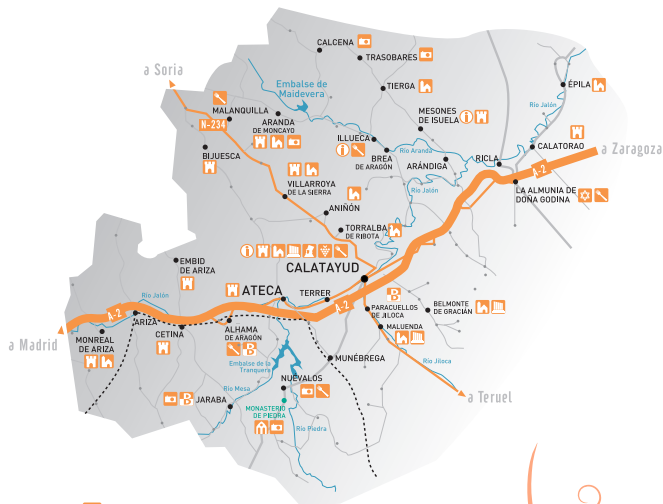 CALCENA
TRASOBARES
a Soria
Embalse de
Maidevera
TIERGA
ÉPILA
MALANQUILLA
ARANDA
DE MONCAYO
MESONES
DE ISUELA
i
Río Jalón
N-234
ILLUECA
i
Río Aranda
CALATORAO
a Zaragoza
BIJUESCA
BREA
DE ARAGÓN
ARÁNDIGA
RICLA
A-2
VILLARROYA
DE LA SIERRA
Río Jalón
LA ALMUNIA DE
DOÑA GODINA
ANIÑÓN
TORRALBA
DE RIBOTA
i
EMBID
DE ARIZA
CALATAYUD
ATECA
TERRER
B
Río Jalón
A-2
A-2
PARACUELLOS
DE JILOCA
BELMONTE
DE GRACIÁN
ARIZA
CETINA
ALHAMA
DE ARAGÓN
B
MALUENDA
a Madrid
MONREAL
DE ARIZA
Embalse de la
Tranquera
MUNÉBREGA
Río Jiloca
NUÉVALOS
Río Mesa
B
JARABA
MONASTERIO
DE PIEDRA
a Teruel
Río Piedra